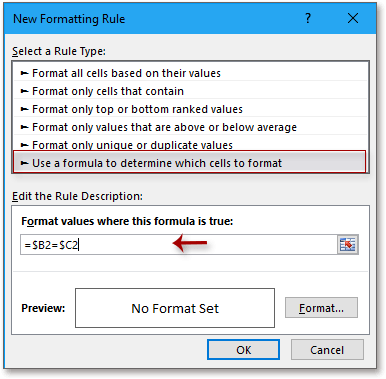 New Formatting Rule
Select a Rule Type:
► Format all cells based on their values
► Format only cells that contain
► Format only top or bottom ranked values
► Format only values that are above or below average
► Format only unique or duplicate values
► Use a formula to determine which cells to format
Edit the Rule Description:
Format values where this formula is true:
=$B2=$C2
Preview:
No Format Set
Format...
OK
Cancel